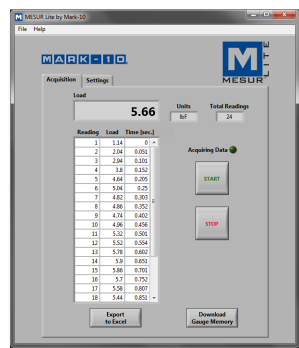 MESUR Lite by Mark-10
File Help
MARK-10
M
LITE
MESUR
Acquisition Settings
Load
5.66
Units
lbF
Total Readings
24
Reading Load Time [sec.]
1 1.14 0
2 2.04 0.051
3 2.94 0.101
4 3.8 0.152
5 4.64 0.205
6 5.04 0.25
7 4.82 0.303
8 4.86 0.352
9 4.74 0.402
10 4.96 0.456
11 5.32 0.501
12 5.52 0.554
13 5.78 0.602
14 5.9 0.651
15 5.86 0.701
16 5.7 0.752
17 5.58 0.807
18 5.44 0.851
Acquiring Data
START
STOP
Export
to Excel
Download
Gauge Memory